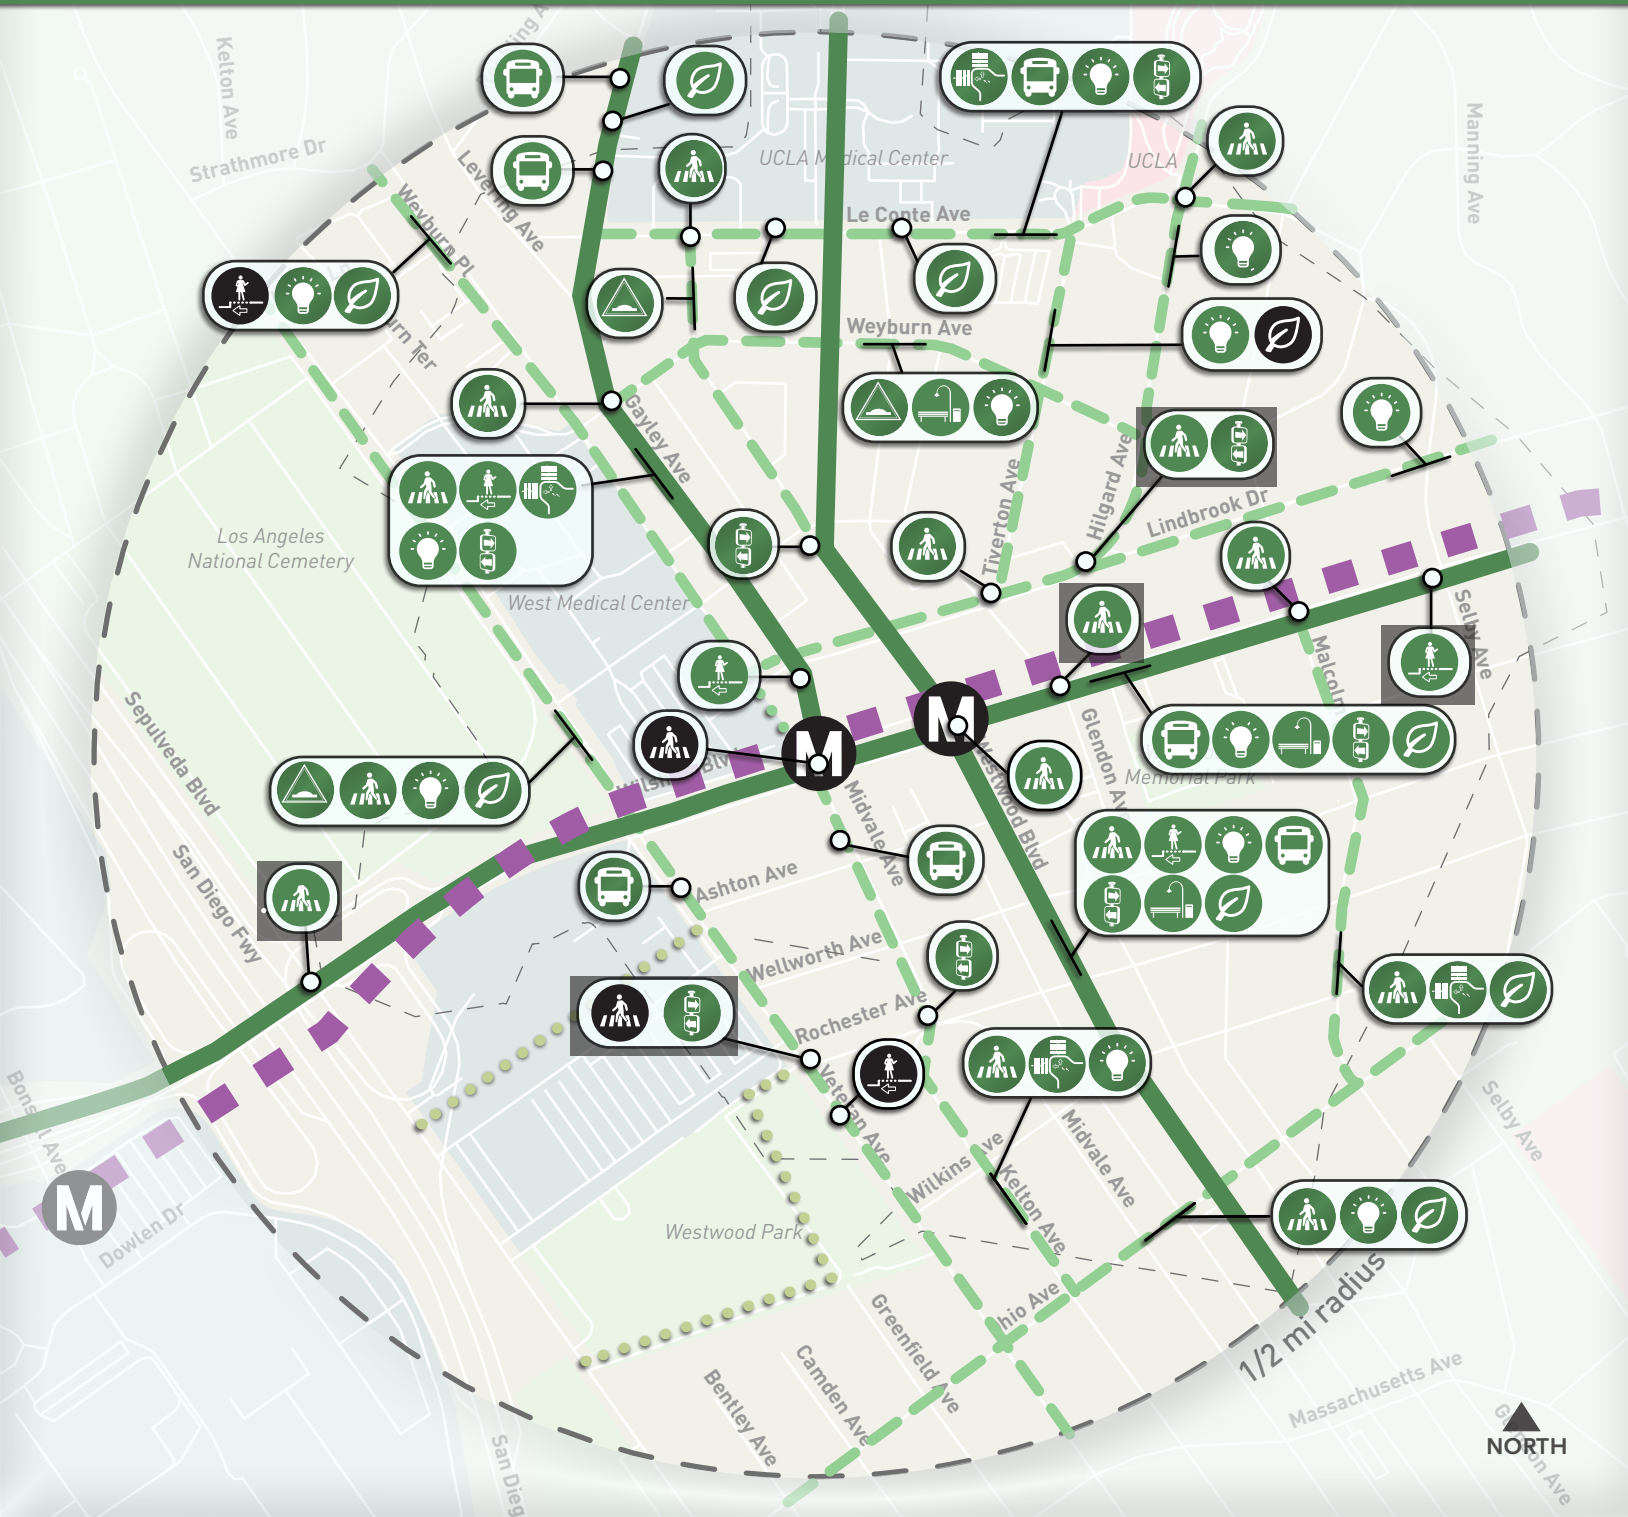 Kelton Ave
Strathmore Dr
Levering Ave
Weyburn Pl
UCLA Medical Center
UCLA
Manning Ave
Le Conte Ave
Weyburn Ave
Gayley Ave
Hilgard Ave
Tiverton Ave
Lindbrook Dr
Los Angeles
National Cemetery
West Medical Center
Selby Ave
Malcolm
M
M
Sepulveda Blvd
San Diego Fwy
Glendon Ave
Westwood Blvd
Memorial Park
Midvale Ave
Ashton Ave
Wellworth Ave
Rochester Ave
Veteran Ave
Wilkins Ave
Kelton Ave
Midvale Ave
Selby Ave
M
Dowlen Dr
Westwood Park
hio Ave
Greenfield Ave
Camden Ave
Bentley Ave
1/2 mi radius
Massachusetts Ave
San Dieg
NORTH